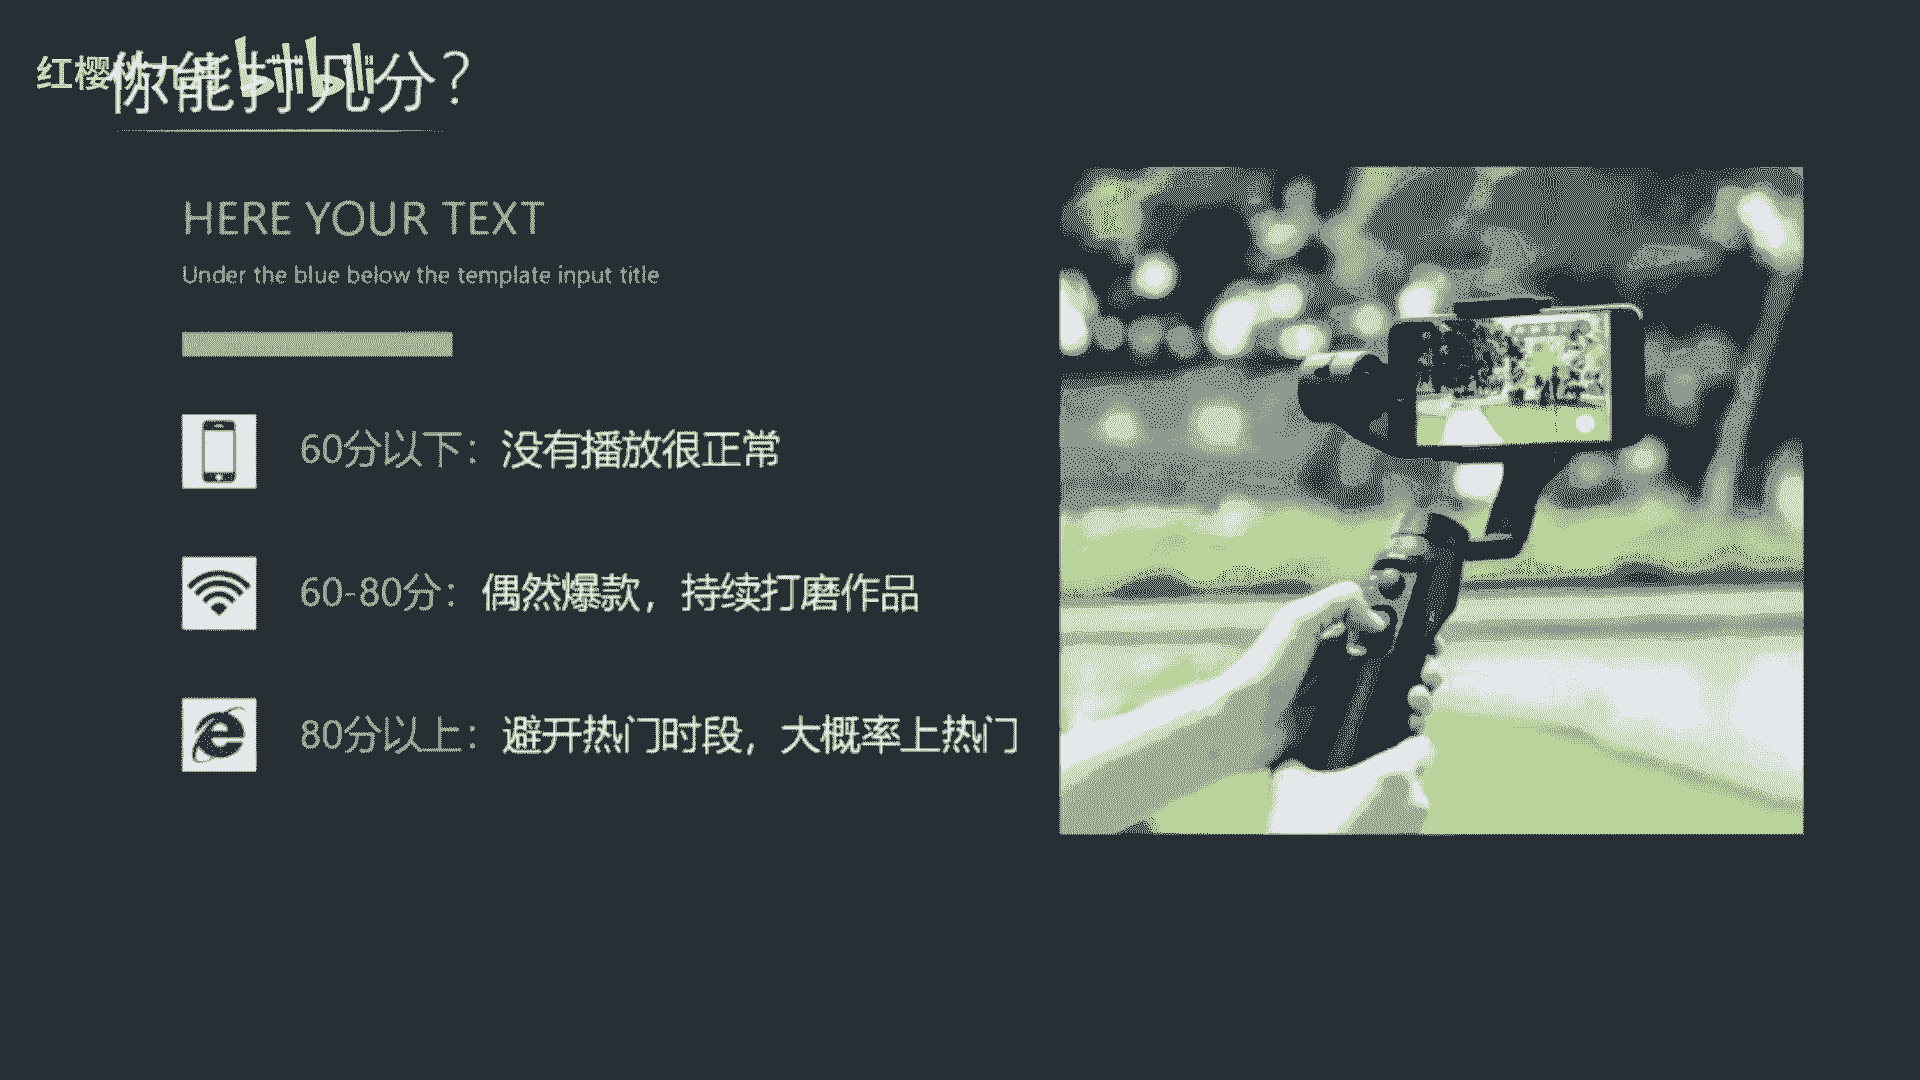 你能打几分？
红樱
bilibili
HERE YOUR TEXT
Under the blue below the template input title
60分以下：没有播放很正常
60-80分：偶然爆款，持续打磨作品
80分以上：避开热门时段，大概率上热门